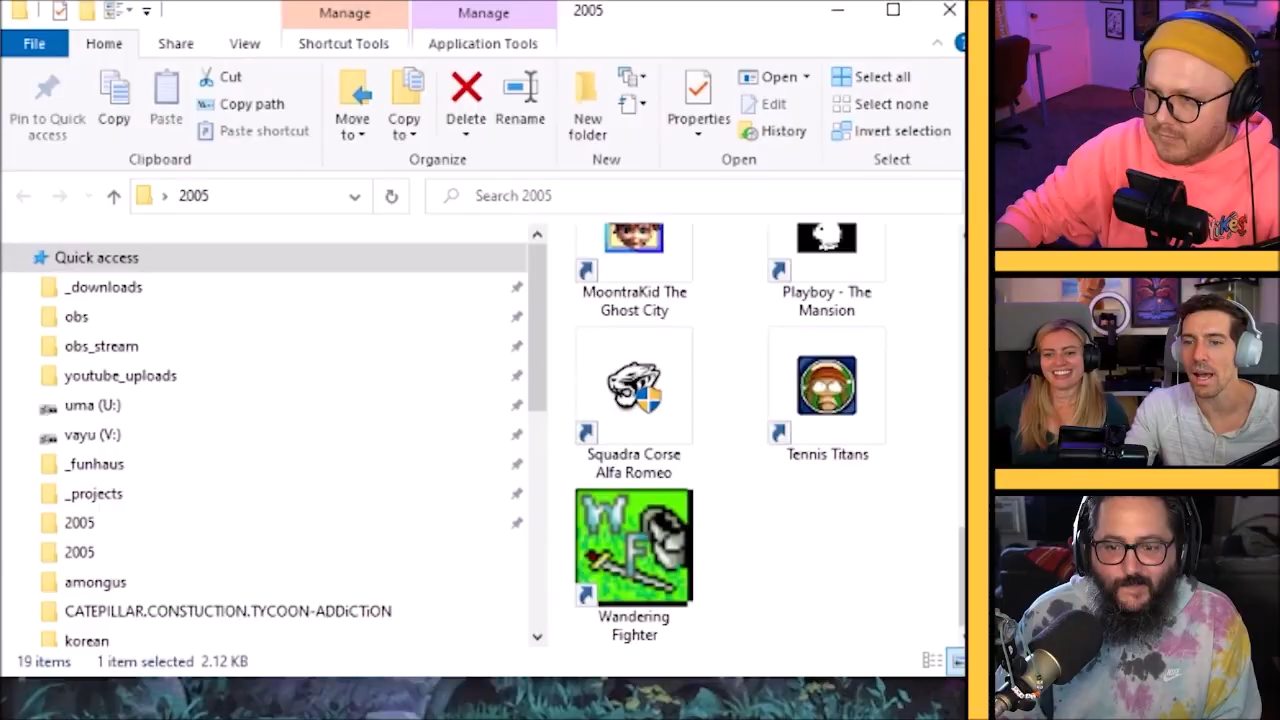 Manage
Manage
2005
File
Home
Share
View
Shortcut Tools
Application Tools
Pin to Quick
access
Copy
Paste
Cut
Copy path
Paste shortcut
Clipboard
Move
to
Copy
to
Delete
Rename
Organize
New
folder
New
Properties
Open
Edit
History
Open
Select all
Select none
Invert selection
Select
2005
Search 2005
Quick access
_downloads
obs
obs_stream
youtube_uploads
uma (U:)
vayu (V:)
_funhaus
_projects
2005
2005
amongus
CATEPILLAR.CONSTUCTION.TYCOON-ADDiCTiON
korean
MoontraKid The
Ghost City
Playboy - The
Mansion
Squadra Corse
Alfa Romeo
Tennis Titans
W
F
Wandering
Fighter
19 items
1 item selected 2.12 KB